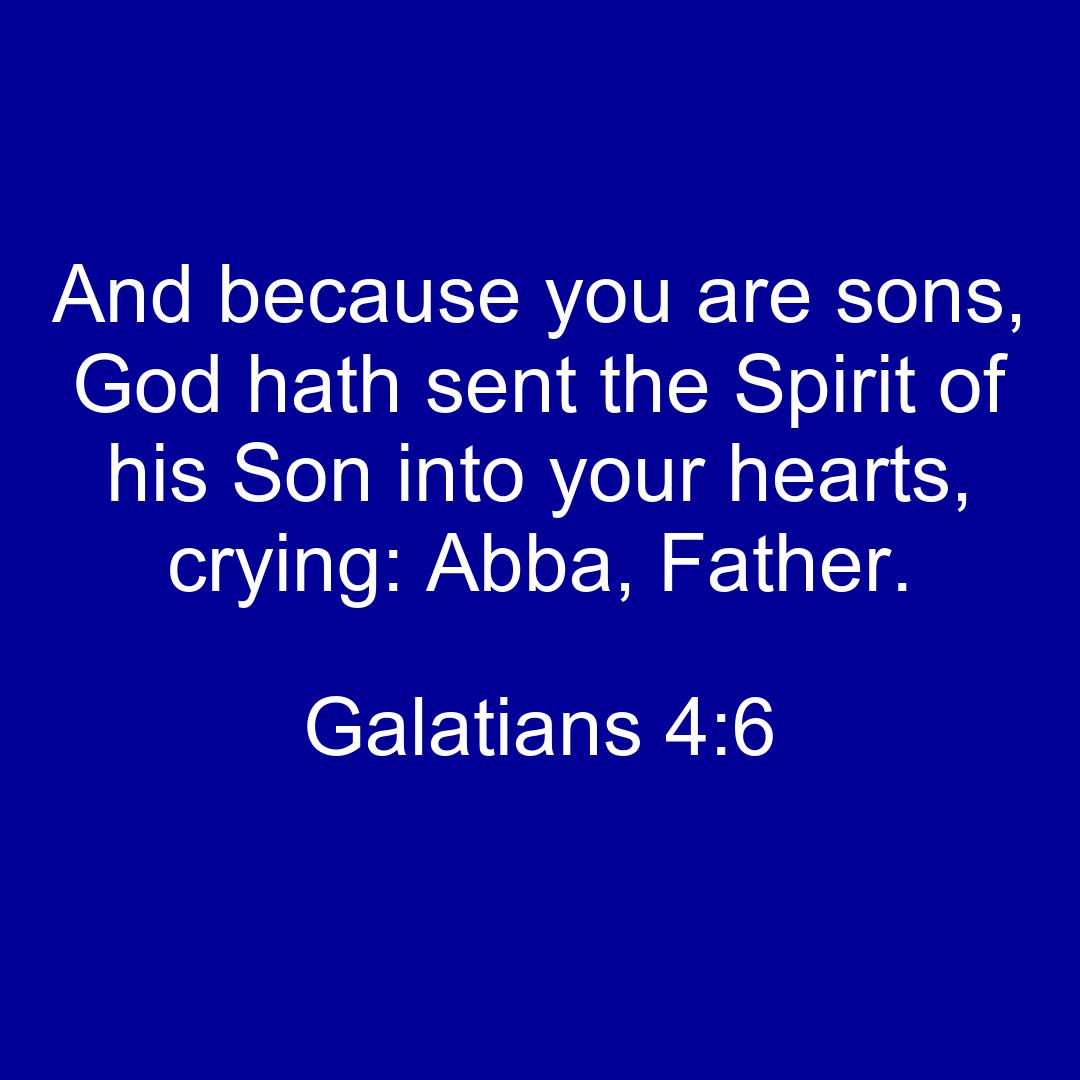 And because you are sons,
God hath sent the Spirit of
his Son into your hearts,
crying: Abba, Father.
Galatians 4:6